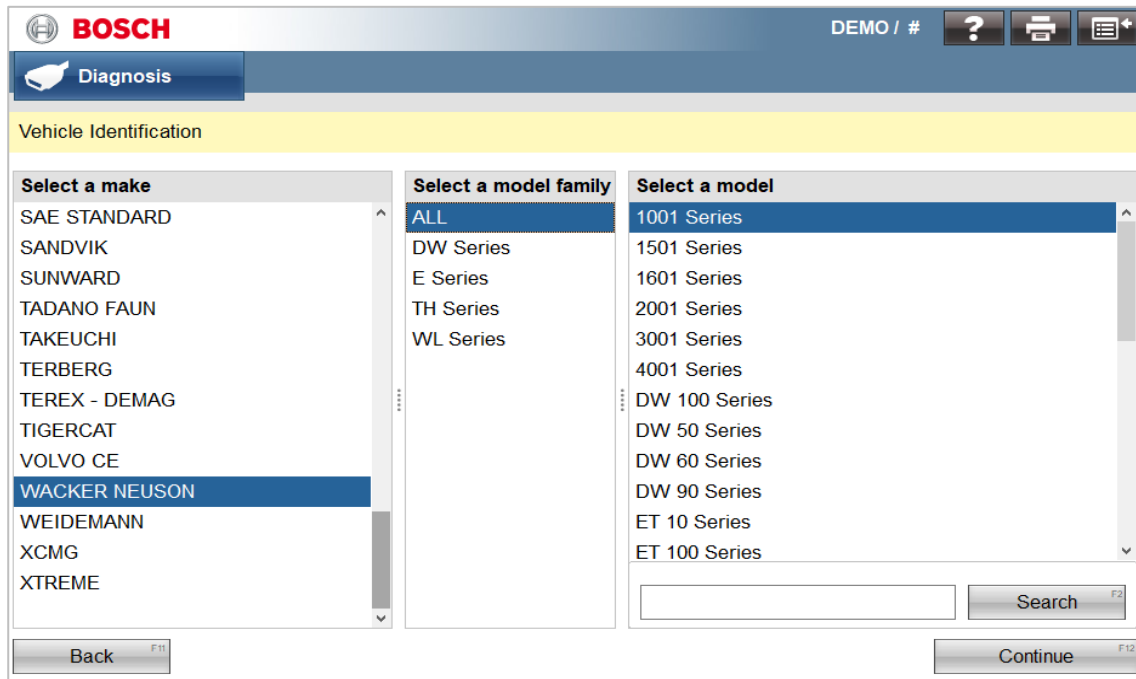 BOSCH
DEMO / #
?
Diagnosis
Vehicle Identification
Select a make
SAE STANDARD
SANDVIK
SUNWARD
TADANO FAUN
TAKEUCHI
TERBERG
TEREX - DEMAG
TIGERCAT
VOLVO CE
WACKER NEUSON
WEIDEMANN
XCMG
XTREME
Select a model family
ALL
DW Series
E Series
TH Series
WL Series
Select a model
1001 Series
1501 Series
1601 Series
2001 Series
3001 Series
4001 Series
DW 100 Series
DW 50 Series
DW 60 Series
DW 90 Series
ET 10 Series
ET 100 Series
Search F2
Back F11
Continue F12